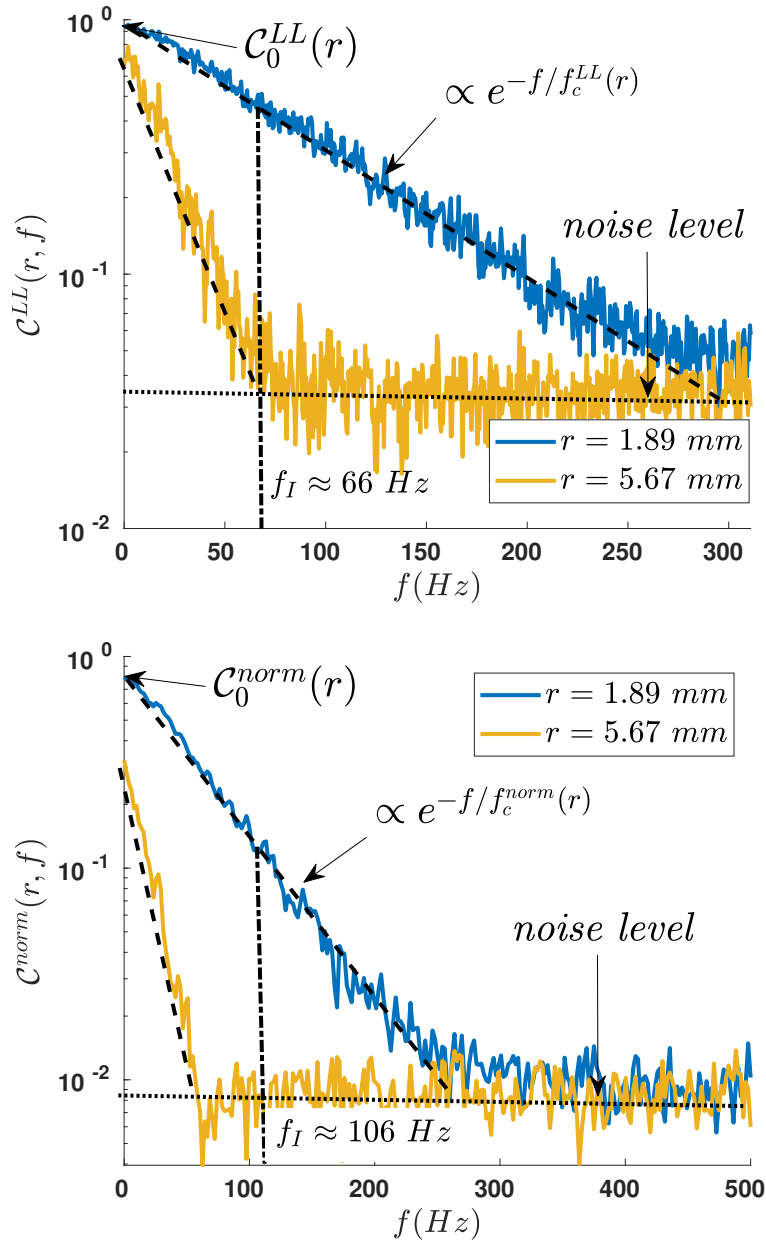 10^0
𝒞_0^{LL}(r)
∝ e^{-f/f_c^{LL}(r)}
noise level
𝒞^{LL}(r, f)
10^{-1}
r = 1.89 mm
r = 5.67 mm
f_I ≈ 66 Hz
10^{-2}
0 50 100 150 200 250 300
f(Hz)
10^0
𝒞_0^{norm}(r)
r = 1.89 mm
r = 5.67 mm
∝ e^{-f/f_c^{norm}(r)}
10^{-1}
𝒞^{norm}(r, f)
noise level
10^{-2}
f_I ≈ 106 Hz
0 100 200 300 400 500
f(Hz)